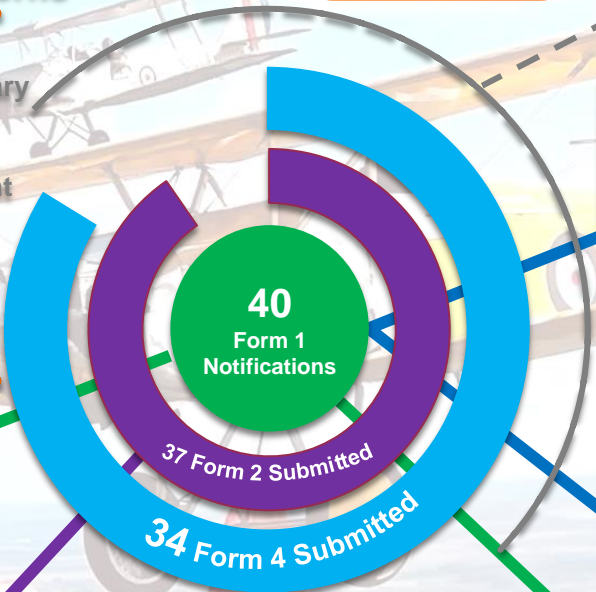 40
Form 1
Notifications
37 Form 2 Submitted
34 Form 4 Submitted